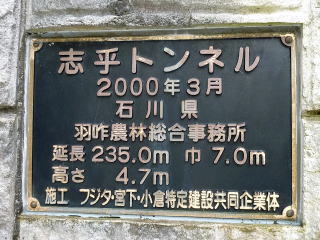 志乎トンネル
2000年3月
石川県
羽咋農林総合事務所
延長 235.0m 巾 7.0m
高さ 4.7m
施工 フジタ・宮下・小倉特定建設共同企業体